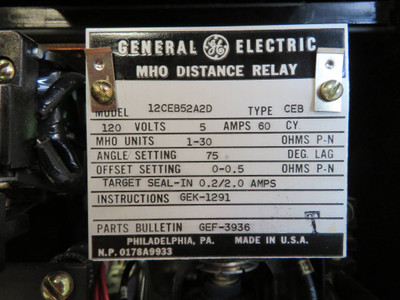 GENERAL GE ELECTRIC
MHO DISTANCE RELAY
MODEL 12CEB52A2D TYPE CEB
120 VOLTS 5 AMPS 60 CY.
MHO UNITS 1-30 OHMS P-N
ANGLE SETTING 75 DEG. LAG
OFFSET SETTING 0-0.5 OHMS P-N
TARGET SEAL-IN 0.2/2.0 AMPS
INSTRUCTIONS GEK-1291
PARTS BULLETIN GEF-3936
PHILADELPHIA, PA. MADE IN U.S.A.
N.P. 0178A9933